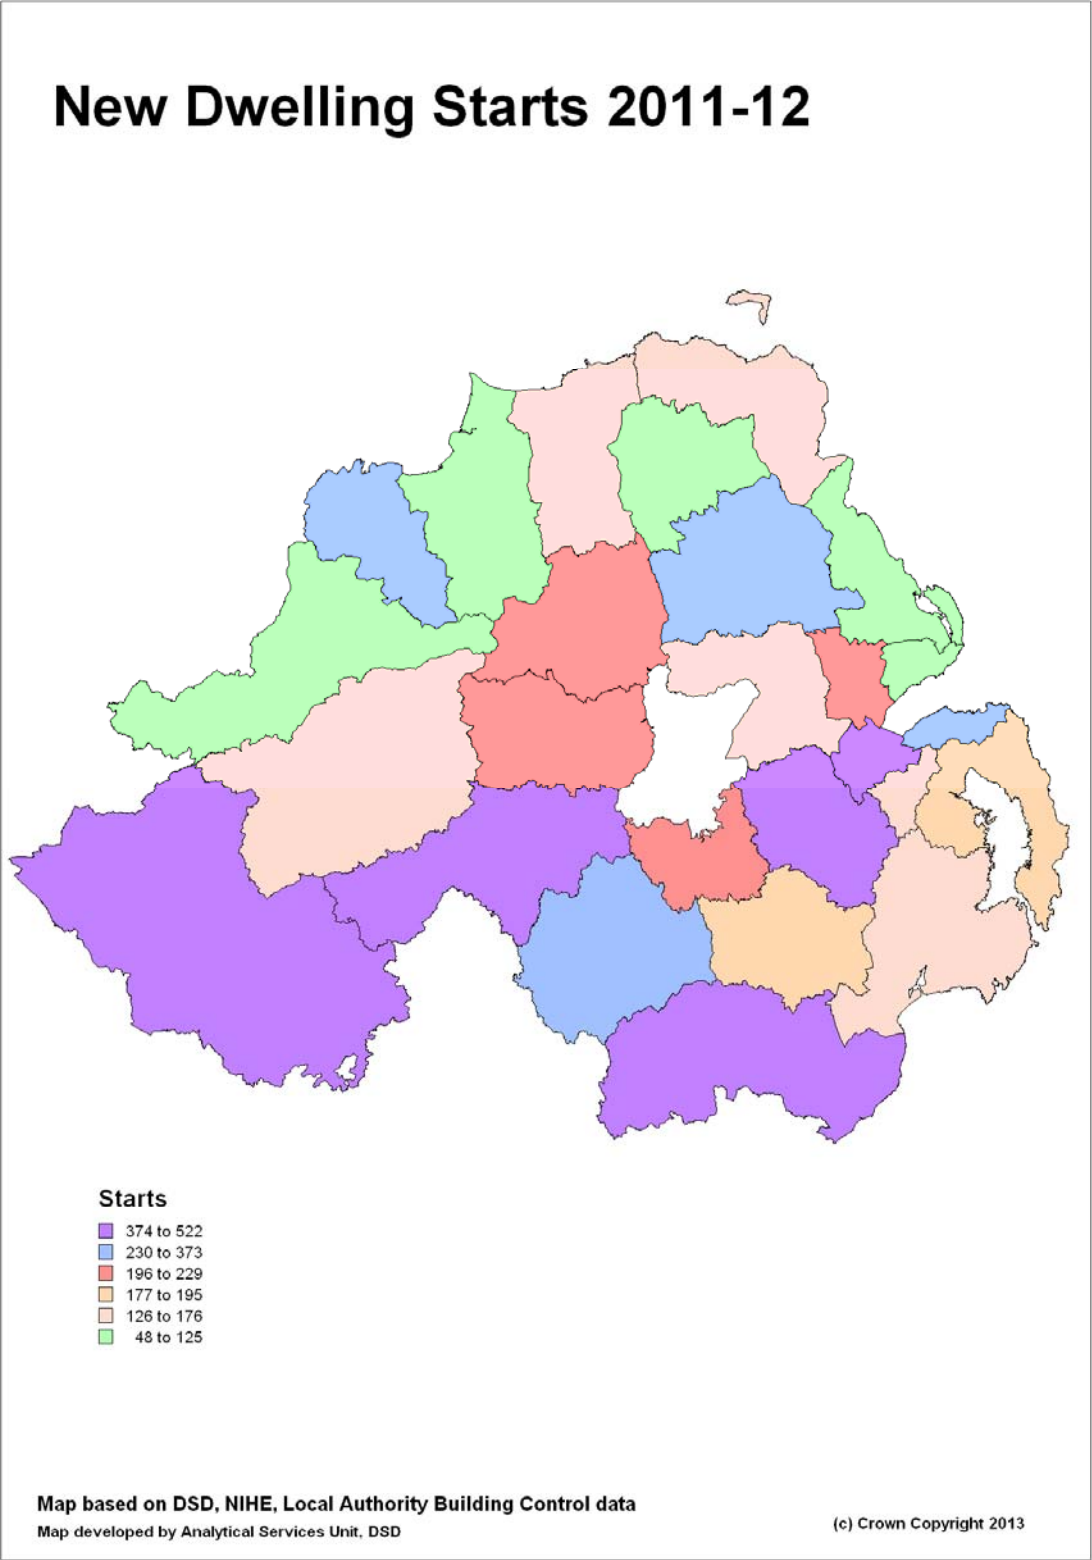 New Dwelling Starts 2011-12
Starts
374 to 522
230 to 373
196 to 229
177 to 195
126 to 176
48 to 125
Map based on DSD, NIHE, Local Authority Building Control data
Map developed by Analytical Services Unit, DSD
(c) Crown Copyright 2013